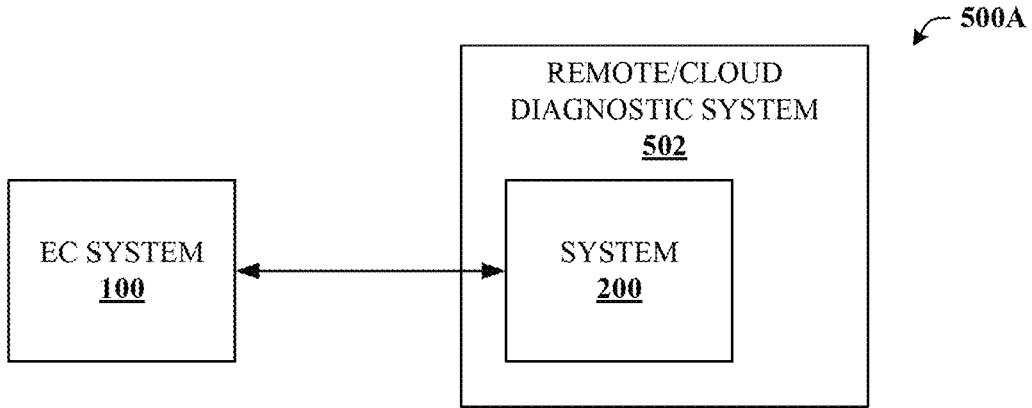 500A
REMOTE/CLOUD
DIAGNOSTIC SYSTEM
502
EC SYSTEM
100
SYSTEM
200